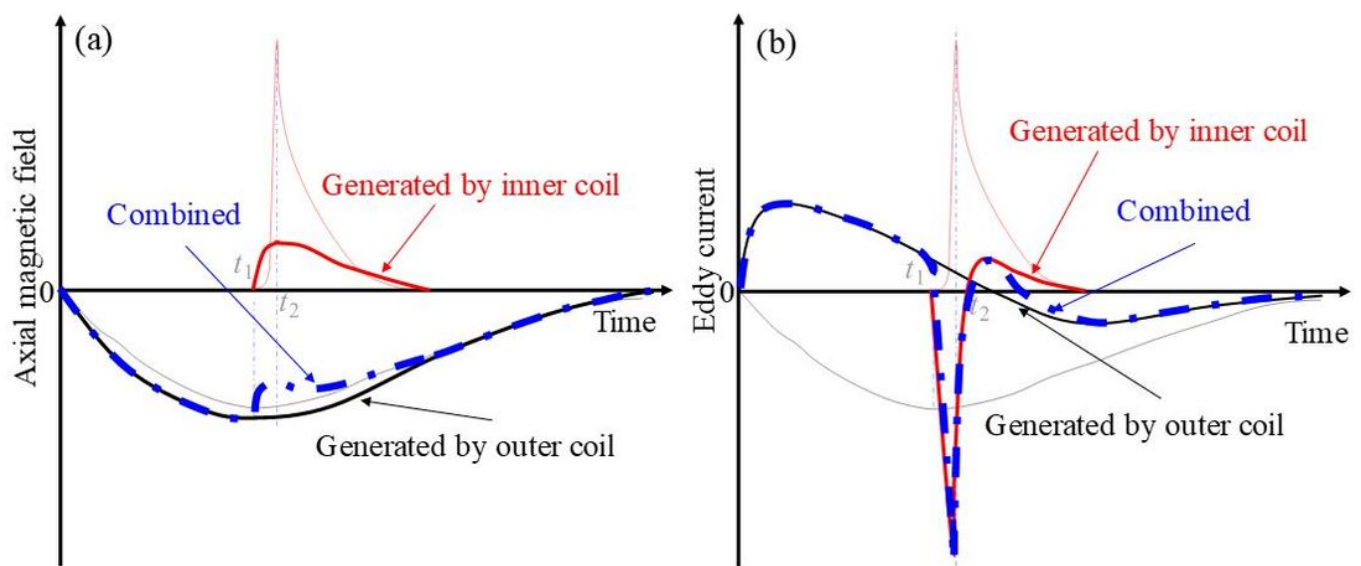 (a)
Axial magnetic field
Generated by inner coil
Combined
t1
0
t2
Time
Generated by outer coil
(b)
Eddy current
Generated by inner coil
Combined
t1
0
t2
Time
Generated by outer coil